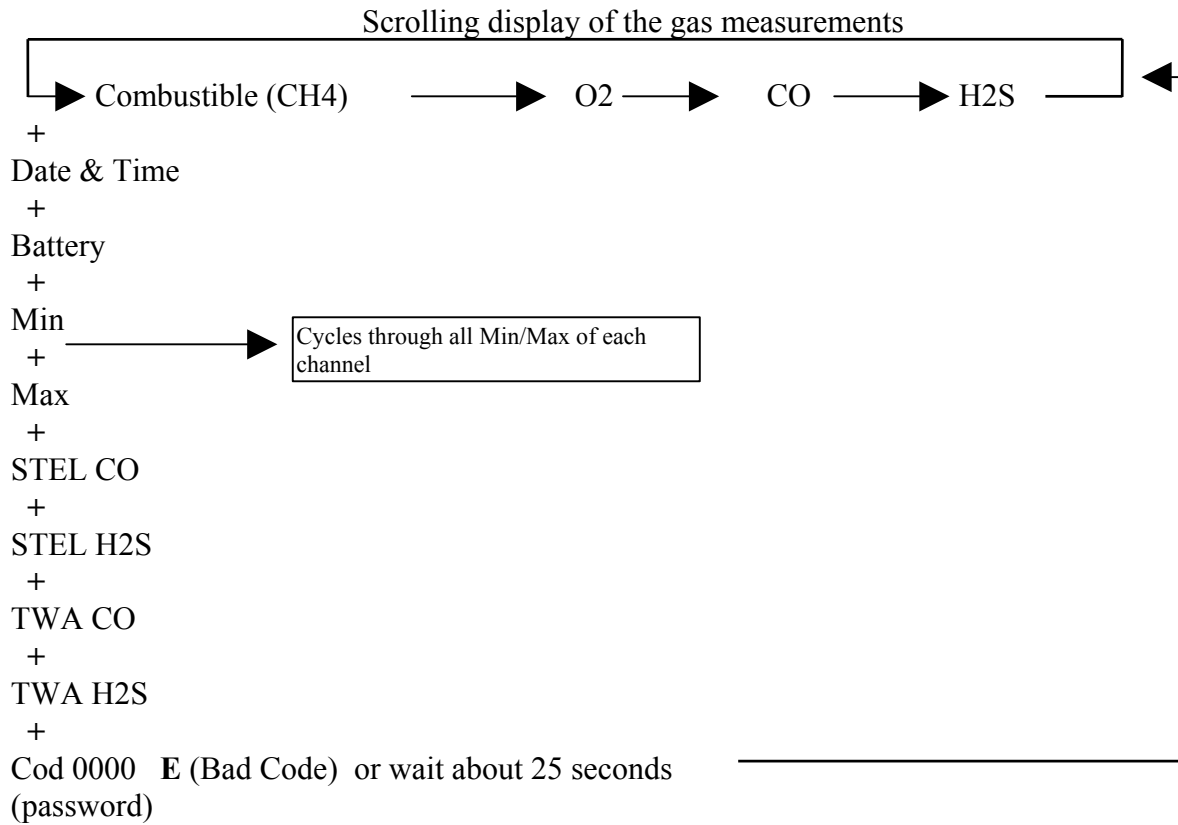 Scrolling display of the gas measurements
Combustible (CH4) O2 CO H2S
+
Date & Time
+
Battery
+
Min
Cycles through all Min/Max of each
channel
+
Max
+
STEL CO
+
STEL H2S
+
TWA CO
+
TWA H2S
+
Cod 0000 E (Bad Code) or wait about 25 seconds
(password)